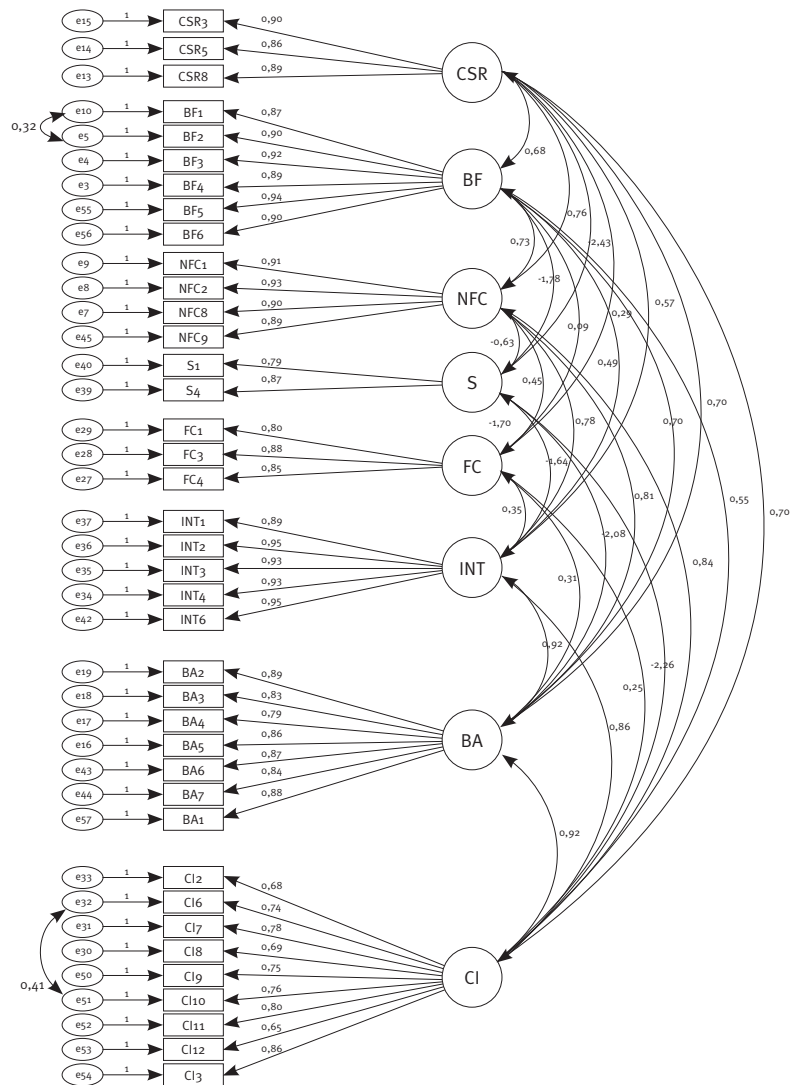 e15 1 CSR3 0,90
e14 1 CSR5 0,86
e13 1 CSR8 0,89
CSR
e10 1 BF1 0,87
0,32
e5 1 BF2 0,90
e4 1 BF3 0,92
e3 1 BF4 0,89
e55 1 BF5 0,94
e56 1 BF6 0,90
BF
0,68
e9 1 NFC1 0,91
e8 1 NFC2 0,93
e7 1 NFC8 0,90
e45 1 NFC9 0,89
NFC
0,76
0,73
-2,43
-1,78
0,57
0,29
0,09
e40 1 S1 0,79
e39 1 S4 0,87
S
-0,63
0,49
0,45
e29 1 FC1 0,80
e28 1 FC3 0,88
e27 1 FC4 0,85
FC
0,70
0,70
-1,70
0,78
-1,64
e37 1 INT1 0,89
e36 1 INT2 0,95
e35 1 INT3 0,93
e34 1 INT4 0,93
e42 1 INT6 0,95
INT
0,35
0,81
0,55
0,70
-2,08
0,84
0,31
e19 1 BA2 0,89
e18 1 BA3 0,83
e17 1 BA4 0,79
e16 1 BA5 0,86
e43 1 BA6 0,87
e44 1 BA7 0,84
e57 1 BA1 0,88
BA
0,92
-2,26
0,25
0,86
0,92
e33 1 CI2 0,68
e32 1 CI6 0,74
e31 1 CI7 0,78
e30 1 CI8 0,69
e50 1 CI9 0,75
0,41
e51 1 CI10 0,76
e52 1 CI11 0,80
e53 1 CI12 0,65
e54 1 CI3 0,86
CI